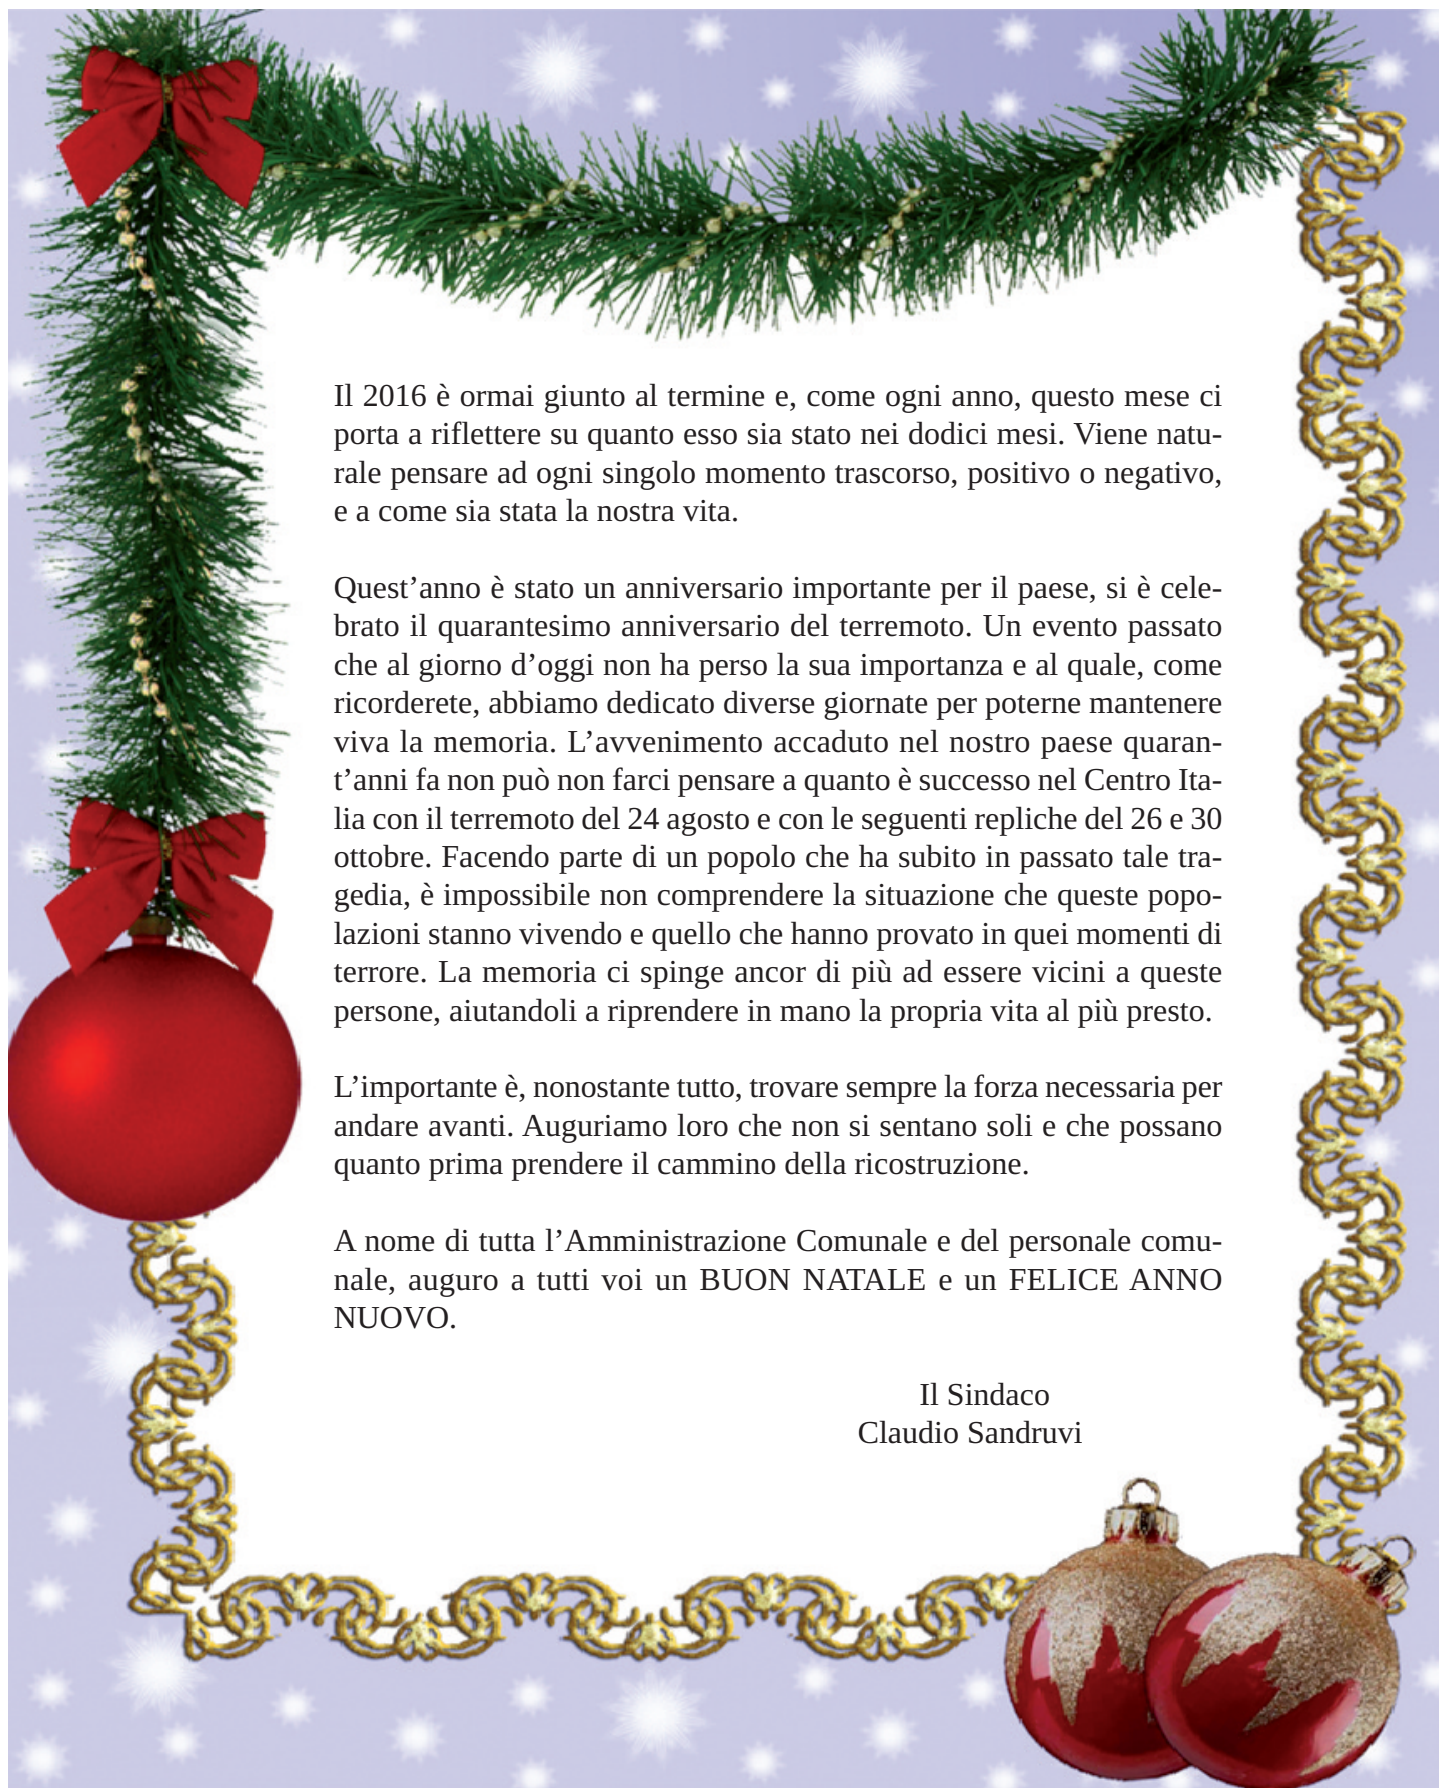 Il 2016 è ormai giunto al termine e, come ogni anno, questo mese ci
porta a riflettere su quanto esso sia stato nei dodici mesi. Viene natu-
rale pensare ad ogni singolo momento trascorso, positivo o negativo,
e a come sia stata la nostra vita.
Quest’anno è stato un anniversario importante per il paese, si è cele-
brato il quarantesimo anniversario del terremoto. Un evento passato
che al giorno d’oggi non ha perso la sua importanza e al quale, come
ricorderete, abbiamo dedicato diverse giornate per poterne mantenere
viva la memoria. L’avvenimento accaduto nel nostro paese quaran-
t’anni fa non può non farci pensare a quanto è successo nel Centro Ita-
lia con il terremoto del 24 agosto e con le seguenti repliche del 26 e 30
ottobre. Facendo parte di un popolo che ha subito in passato tale tra-
gedia, è impossibile non comprendere la situazione che queste popo-
lazioni stanno vivendo e quello che hanno provato in quei momenti di
terrore. La memoria ci spinge ancor di più ad essere vicini a queste
persone, aiutandoli a riprendere in mano la propria vita al più presto.
L’importante è, nonostante tutto, trovare sempre la forza necessaria per
andare avanti. Auguriamo loro che non si sentano soli e che possano
quanto prima prendere il cammino della ricostruzione.
A nome di tutta l’Amministrazione Comunale e del personale comu-
nale, auguro a tutti voi un BUON NATALE e un FELICE ANNO
NUOVO.
Il Sindaco
Claudio Sandruvi